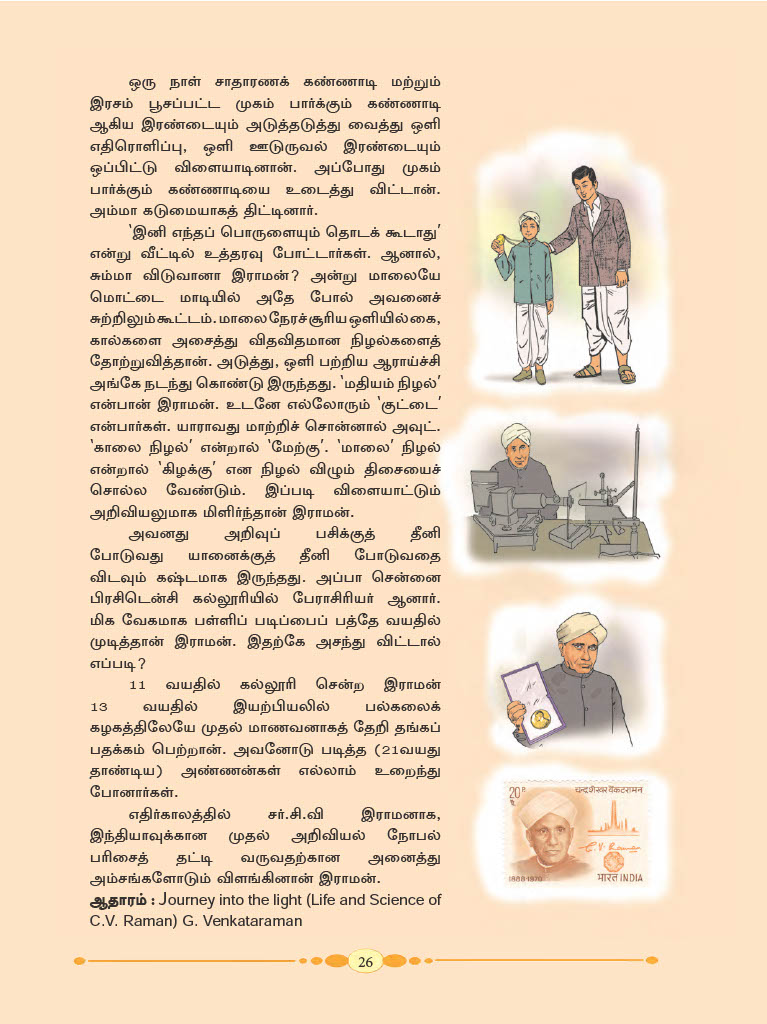 ஒரு நாள் சாதாரணக் கண்ணாடி மற்றும்
இரசம் பூசப்பட்ட முகம் பார்க்கும் கண்ணாடி
ஆகிய இரண்டையும் அடுத்தடுத்து வைத்து ஒளி
எதிரொளிப்பு, ஒளி ஊடுருவல் இரண்டையும்
ஒப்பிட்டு விளையாடினான். அப்போது முகம்
பார்க்கும் கண்ணாடியை உடைத்து விட்டான்.
அம்மா கடுமையாகத் திட்டினார்.
‘இனி எந்தப் பொருளையும் தொடக் கூடாது’
என்று வீட்டில் உத்தரவு போட்டார்கள். ஆனால்,
சும்மா விடுவானா இராமன்? அன்று மாலையே
மொட்டை மாடியில் அதே போல் அவனைச்
சுற்றிலும்கூட்டம்.மாலைநேரச்சூரியஒளியில்கை,
கால்களை அசைத்து விதவிதமான நிழல்களைத்
தோற்றுவித்தான். அடுத்து, ஒளி பற்றிய ஆராய்ச்சி
அங்கே நடந்து கொண்டு இருந்தது. ‘மதியம் நிழல்’
என்பான் இராமன். உடனே எல்லோரும் ‘குட்டை’
என்பார்கள். யாராவது மாற்றிச் சொன்னால் அவுட்.
‘காலை நிழல்’ என்றால் ‘மேற்கு’. ‘மாலை’ நிழல்
என்றால் ‘கிழக்கு’ என நிழல் விழும் திசையைச்
சொல்ல வேண்டும். இப்படி விளையாட்டும்
அறிவியலுமாக மிளிர்ந்தான் இராமன்.
அவனது அறிவுப் பசிக்குத் தீனி
போடுவது யானைக்குத் தீனி போடுவதை
விடவும் கஷ்டமாக இருந்தது. அப்பா சென்னை
பிரசிடென்சி கல்லூரியில் பேராசிரியர் ஆனார்.
மிக வேகமாக பள்ளிப் படிப்பைப் பத்தே வயதில்
முடித்தான் இராமன். இதற்கே அசந்து விட்டால்
எப்படி?
11 வயதில் கல்லூரி சென்ற இராமன்
13 வயதில் இயற்பியலில் பல்கலைக்
கழகத்திலேயே முதல் மாணவனாகத் தேறி தங்கப்
பதக்கம் பெற்றான். அவனோடு படித்த (21வயது
தாண்டிய) அண்ணன்கள் எல்லாம் உறைந்து
போனார்கள்.
எதிர்காலத்தில் சர்.சி.வி இராமனாக,
இந்தியாவுக்கான முதல் அறிவியல் நோபல்
பரிசைத் தட்டி வருவதற்கான அனைத்து
அம்சங்களோடும் விளங்கினான் இராமன்.
ஆதாரம் : Journey into the light (Life and Science of
C.V. Raman) G. Venkataraman
20
चन्द्रशेखर वेंकटरामन
C.V. Raman
1888-1970
भारत INDIA
26